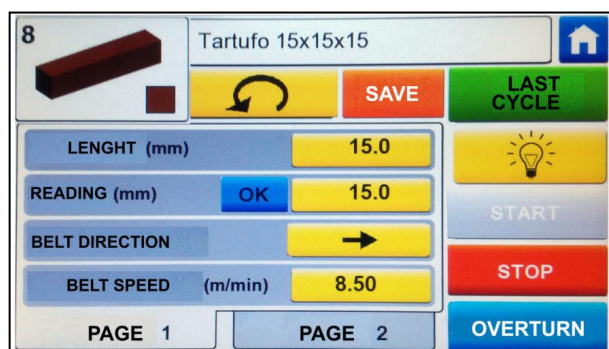 8
Tartufo 15x15x15
SAVE
LAST
CYCLE
LENGHT (mm)
15.0
READING (mm)
OK
15.0
START
BELT DIRECTION
BELT SPEED (m/min)
8.50
STOP
PAGE 1
PAGE 2
OVERTURN